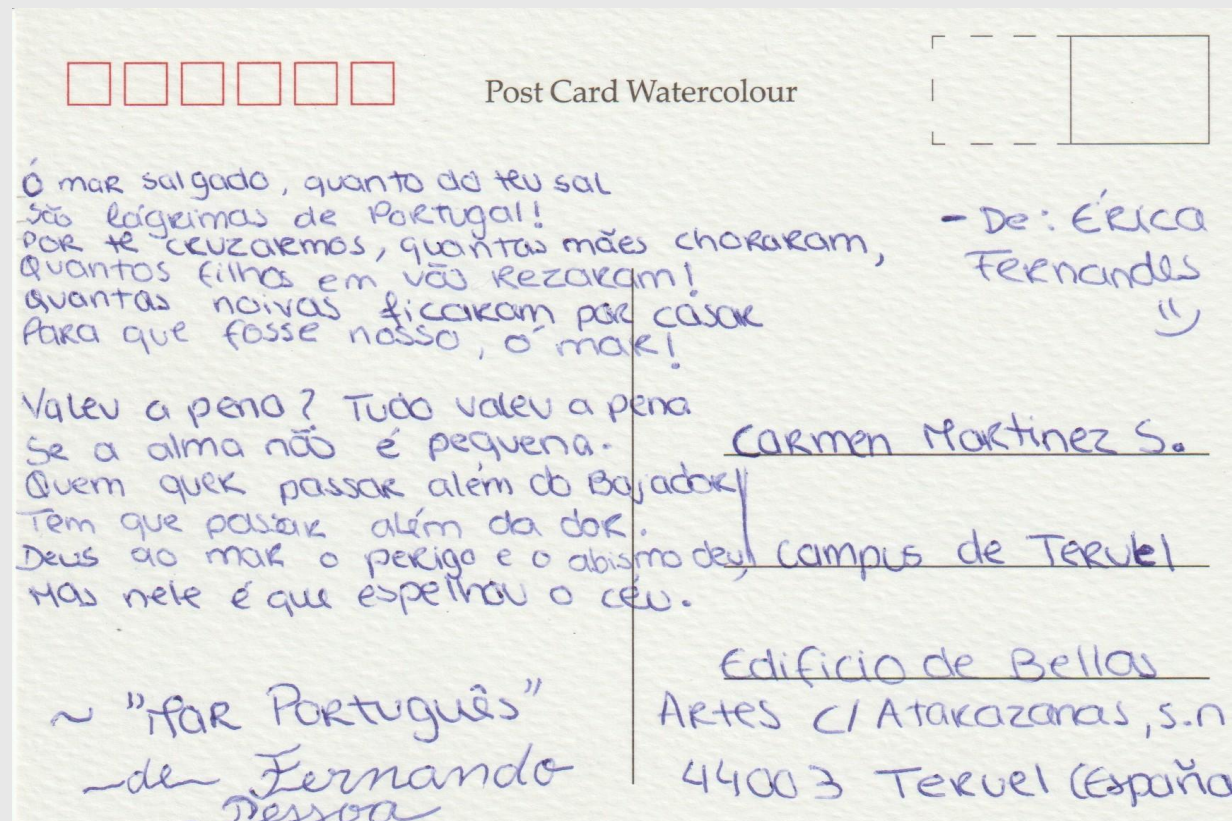 Post Card Watercolour
Ó mar salgado, quanto do teu sal
São lágrimas de Portugal!
Por te cruzarmos, quantas mães choraram,
Quantos filhos em vão rezaram!
Quantas noivas ficaram por casar
Para que fosse nosso, ó mar!
Valeu a pena? Tudo valeu a pena
Se a alma não é pequena.
Quem quer passar além do Bojador
Tem que passar além da dor.
Deus ao mar o perigo e o abismo deu,
Mas nele é que espelhou o céu.
~ "Mar Português"
~de~ Fernando
Pessoa
- De: Érica
Fernandes
Carmen Martinez S.
Campus de Teruel
Edificio de Bellas
Artes C/ Atarazanas, s.n
44003 Teruel (España